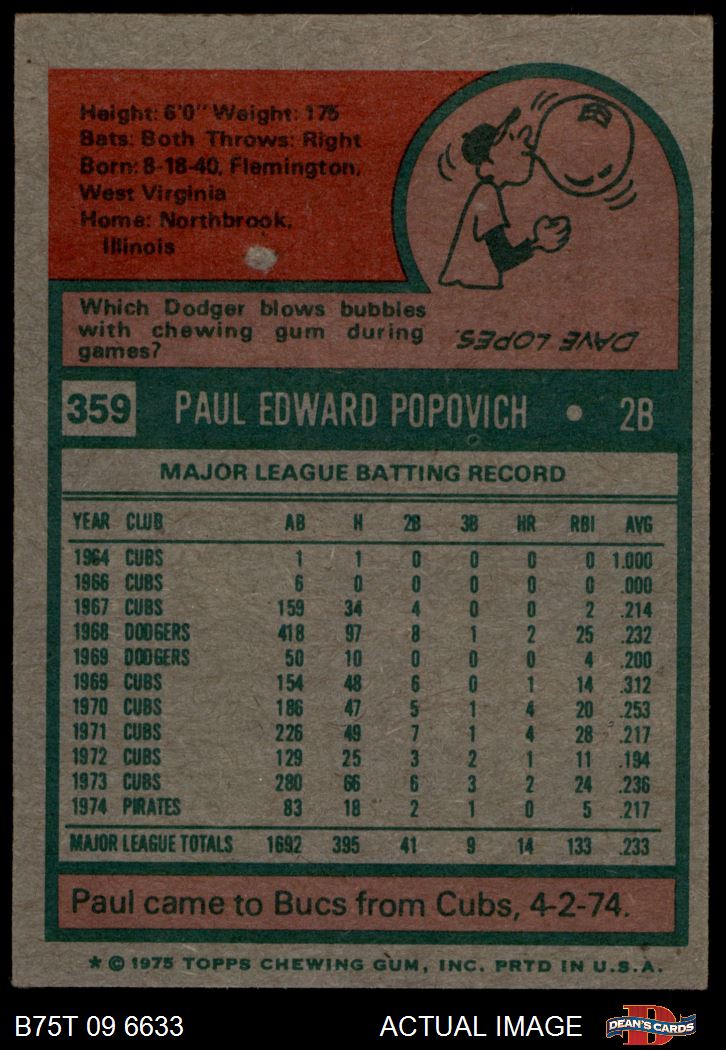 Height: 6'0" Weight: 175
Bats: Both Throws: Right
Born: 8-18-40, Flemington,
West Virginia
Home: Northbrook,
Illinois
Which Dodger blows bubbles
with chewing gum during
games?
DAVE LOPES.
359 PAUL EDWARD POPOVICH • 2B
MAJOR LEAGUE BATTING RECORD
YEAR CLUB AB H 2B 3B HR RBI AVG
1964 CUBS 1 1 0 0 0 0 1.000
1966 CUBS 6 0 0 0 0 0 .000
1967 CUBS 159 34 4 0 0 2 .214
1968 DODGERS 418 97 8 1 2 25 .232
1969 DODGERS 50 10 0 0 0 4 .200
1969 CUBS 154 48 6 0 1 14 .312
1970 CUBS 186 47 5 1 4 20 .253
1971 CUBS 226 49 7 1 4 28 .217
1972 CUBS 129 25 3 2 1 11 .194
1973 CUBS 280 66 6 3 2 24 .236
1974 PIRATES 83 18 2 1 0 5 .217
MAJOR LEAGUE TOTALS 1692 395 41 9 14 133 .233
Paul came to Bucs from Cubs, 4-2-74.
* © 1975 TOPPS CHEWING GUM, INC. PRTD IN U.S.A.
B75T 09 6633 ACTUAL IMAGE DEAN'S CARDS